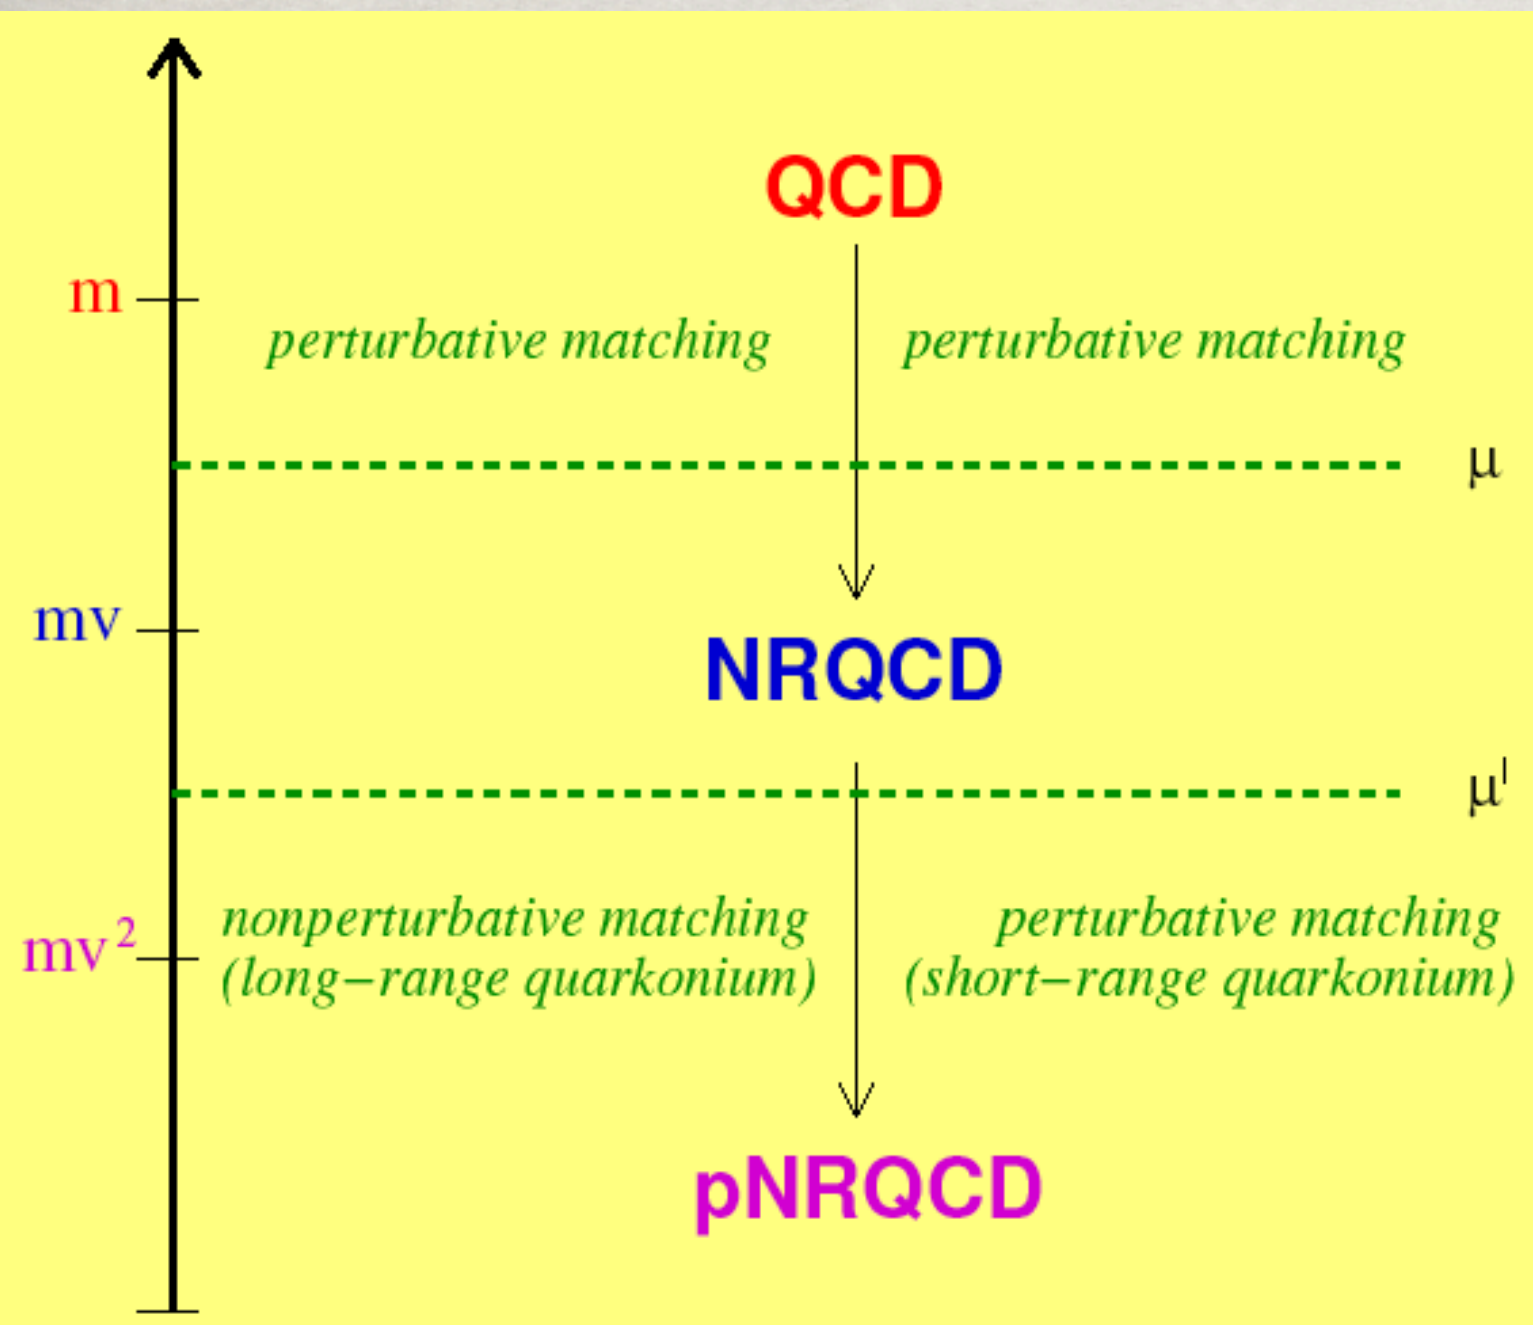 QCD
m
perturbative matching perturbative matching
μ
mv
NRQCD
μ'
nonperturbative matching perturbative matching
mv²
(long–range quarkonium) (short–range quarkonium)
pNRQCD